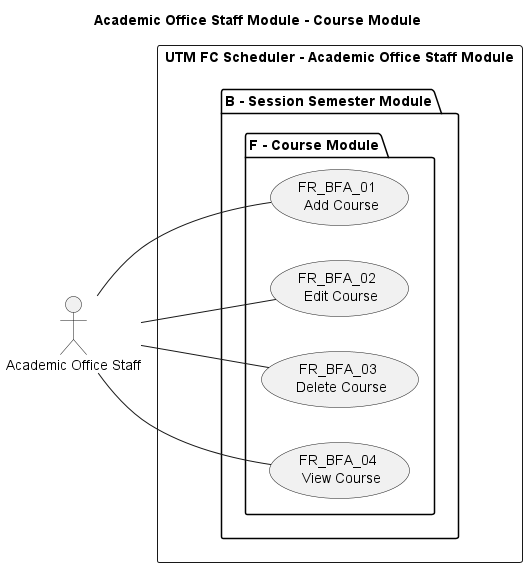 Academic Office Staff Module - Course Module
UTM FC Scheduler - Academic Office Staff Module
B - Session Semester Module
F - Course Module
FR_BFA_01
Add Course
FR_BFA_02
Edit Course
Academic Office Staff
FR_BFA_03
Delete Course
FR_BFA_04
View Course